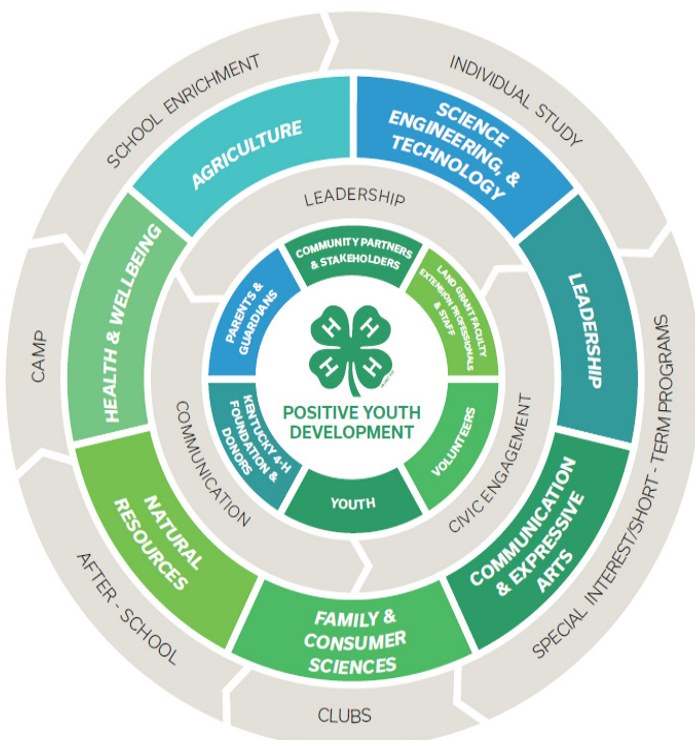 SCHOOL ENRICHMENT
INDIVIDUAL STUDY
SPECIAL INTEREST/SHORT - TERM PROGRAMS
CLUBS
AFTER - SCHOOL
CAMP
AGRICULTURE
SCIENCE
ENGINEERING, &
TECHNOLOGY
LEADERSHIP
COMMUNICATION
& EXPRESSIVE
ARTS
FAMILY &
CONSUMER
SCIENCES
NATURAL
RESOURCES
HEALTH & WELLBEING
LEADERSHIP
CIVIC ENGAGEMENT
COMMUNICATION
COMMUNITY PARTNERS
& STAKEHOLDERS
LAND GRANT FACULTY
EXTENSION PROFESSIONALS
& STAFF
VOLUNTEERS
YOUTH
KENTUCKY 4-H
FOUNDATION &
DONORS
PARENTS &
GUARDIANS
H H
H H
POSITIVE YOUTH
DEVELOPMENT